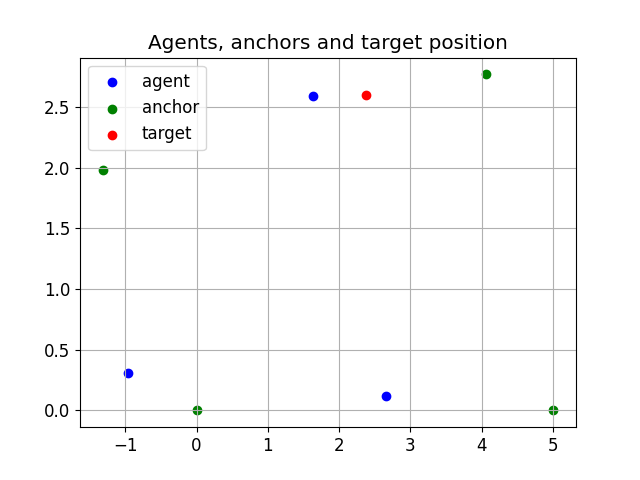 Agents, anchors and target position
agent
anchor
target
2.5
2.0
1.5
1.0
0.5
0.0
−1 0 1 2 3 4 5